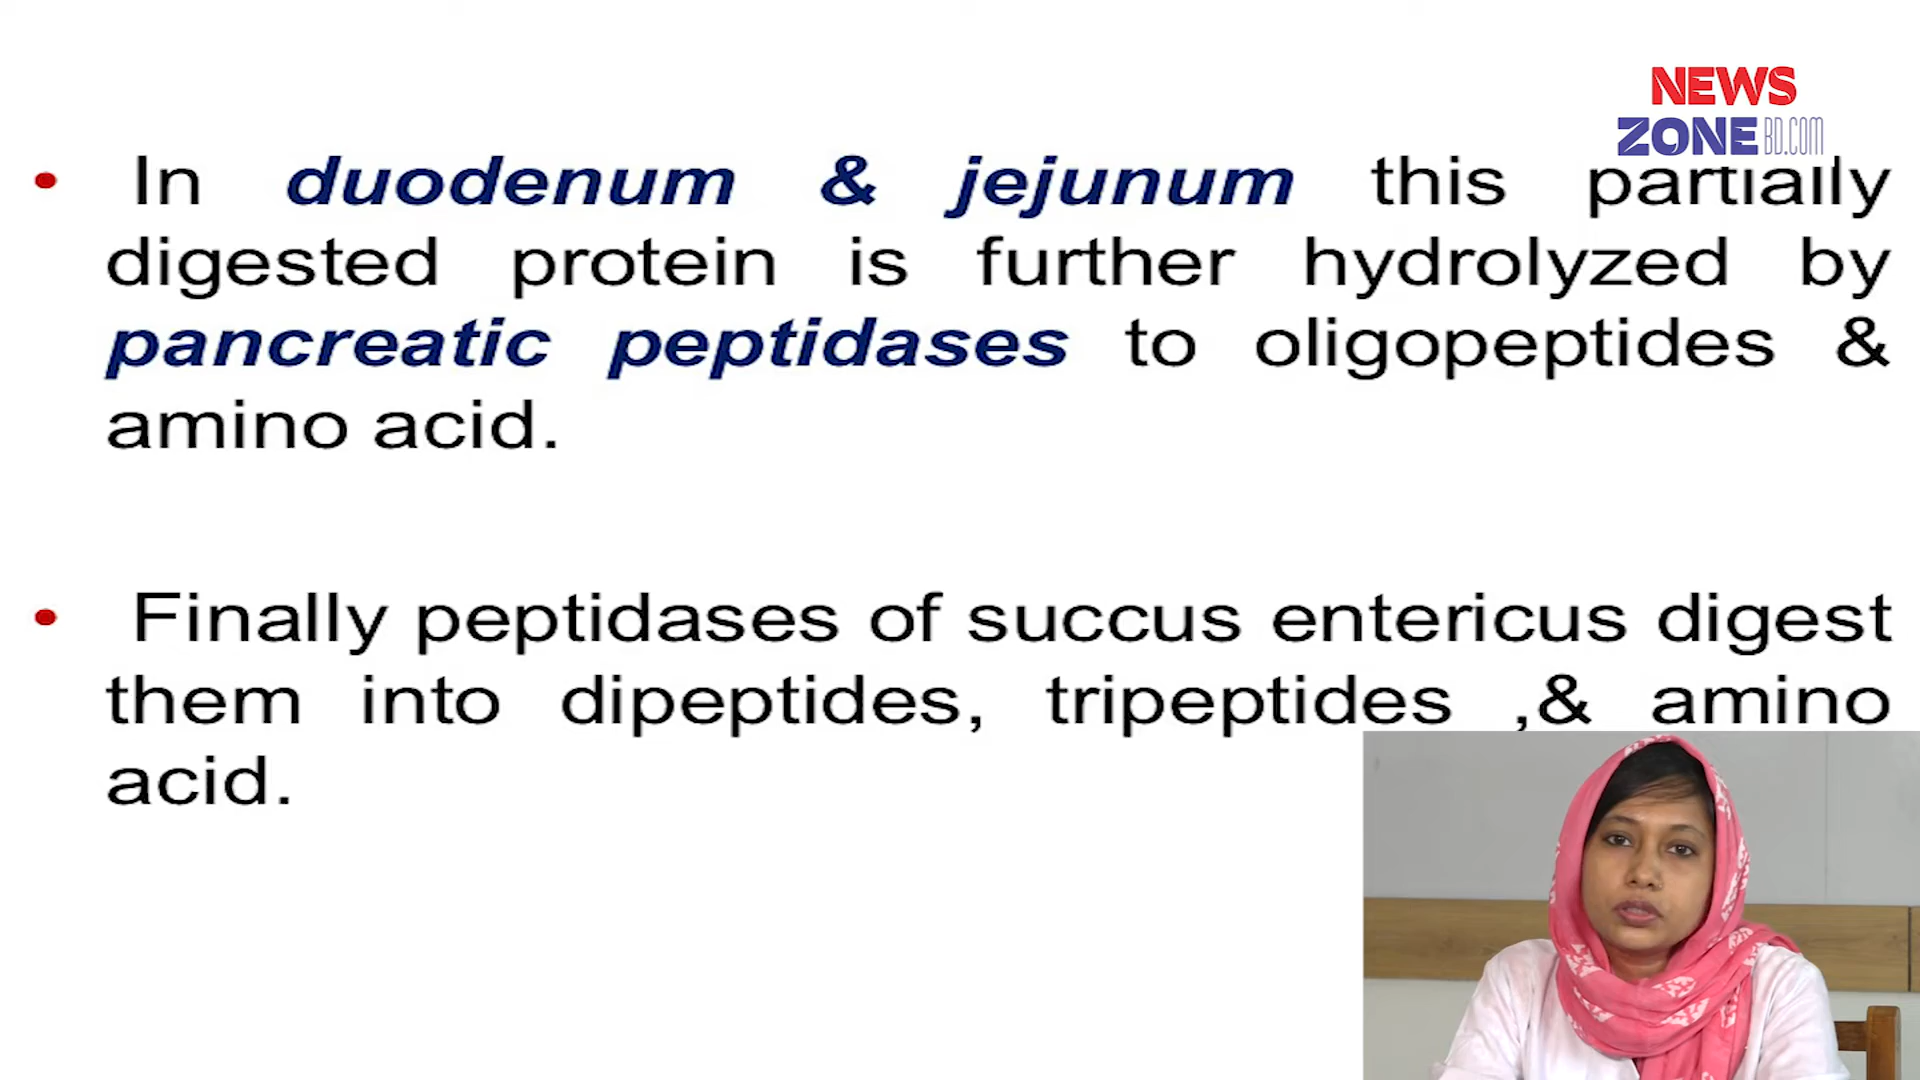 NEWS
ZONE BD.COM
• In duodenum & jejunum this partially
digested protein is further hydrolyzed by
pancreatic peptidases to oligopeptides &
amino acid.
• Finally peptidases of succus entericus digest
them into dipeptides, tripeptides ,& amino
acid.